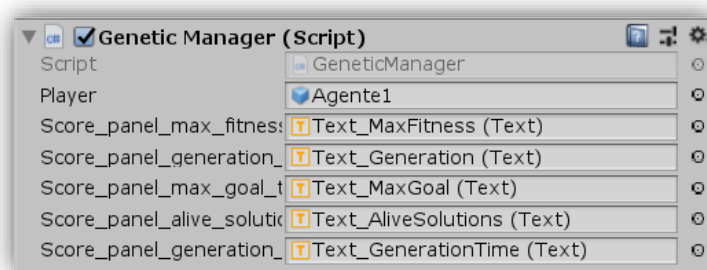 Genetic Manager (Script)
Script GeneticManager
Player Agente1
Score_panel_max_fitness Text_MaxFitness (Text)
Score_panel_generation_ Text_Generation (Text)
Score_panel_max_goal_t Text_MaxGoal (Text)
Score_panel_alive_solutic Text_AliveSolutions (Text)
Score_panel_generation_ Text_GenerationTime (Text)